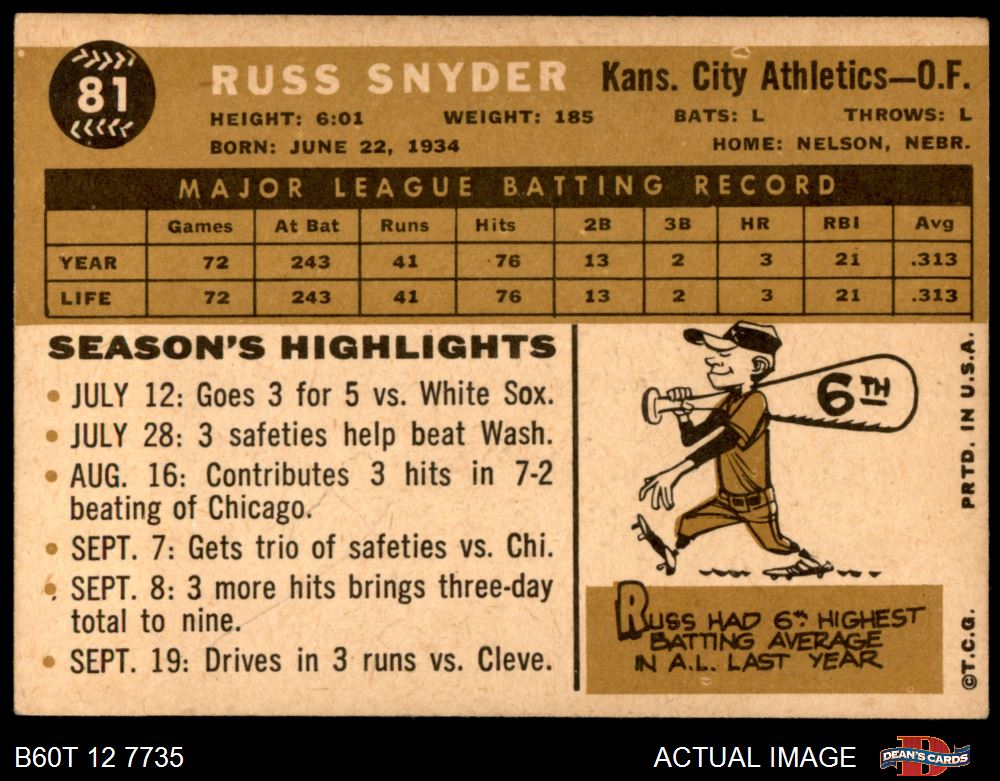 81
RUSS SNYDER Kans. City Athletics—O.F.
HEIGHT: 6:01 WEIGHT: 185 BATS: L THROWS: L
BORN: JUNE 22, 1934 HOME: NELSON, NEBR.
MAJOR LEAGUE BATTING RECORD
Games At Bat Runs Hits 2B 3B HR RBI Avg
YEAR 72 243 41 76 13 2 3 21 .313
LIFE 72 243 41 76 13 2 3 21 .313
SEASON'S HIGHLIGHTS
• JULY 12: Goes 3 for 5 vs. White Sox.
• JULY 28: 3 safeties help beat Wash.
• AUG. 16: Contributes 3 hits in 7-2
beating of Chicago.
• SEPT. 7: Gets trio of safeties vs. Chi.
• SEPT. 8: 3 more hits brings three-day
total to nine.
• SEPT. 19: Drives in 3 runs vs. Cleve.
6TH
RUSS HAD 6TH HIGHEST
BATTING AVERAGE
IN A.L. LAST YEAR
PRTD. IN U.S.A.
©T.C.G.
B60T 12 7735 ACTUAL IMAGE
D
DEAN'S CARDS